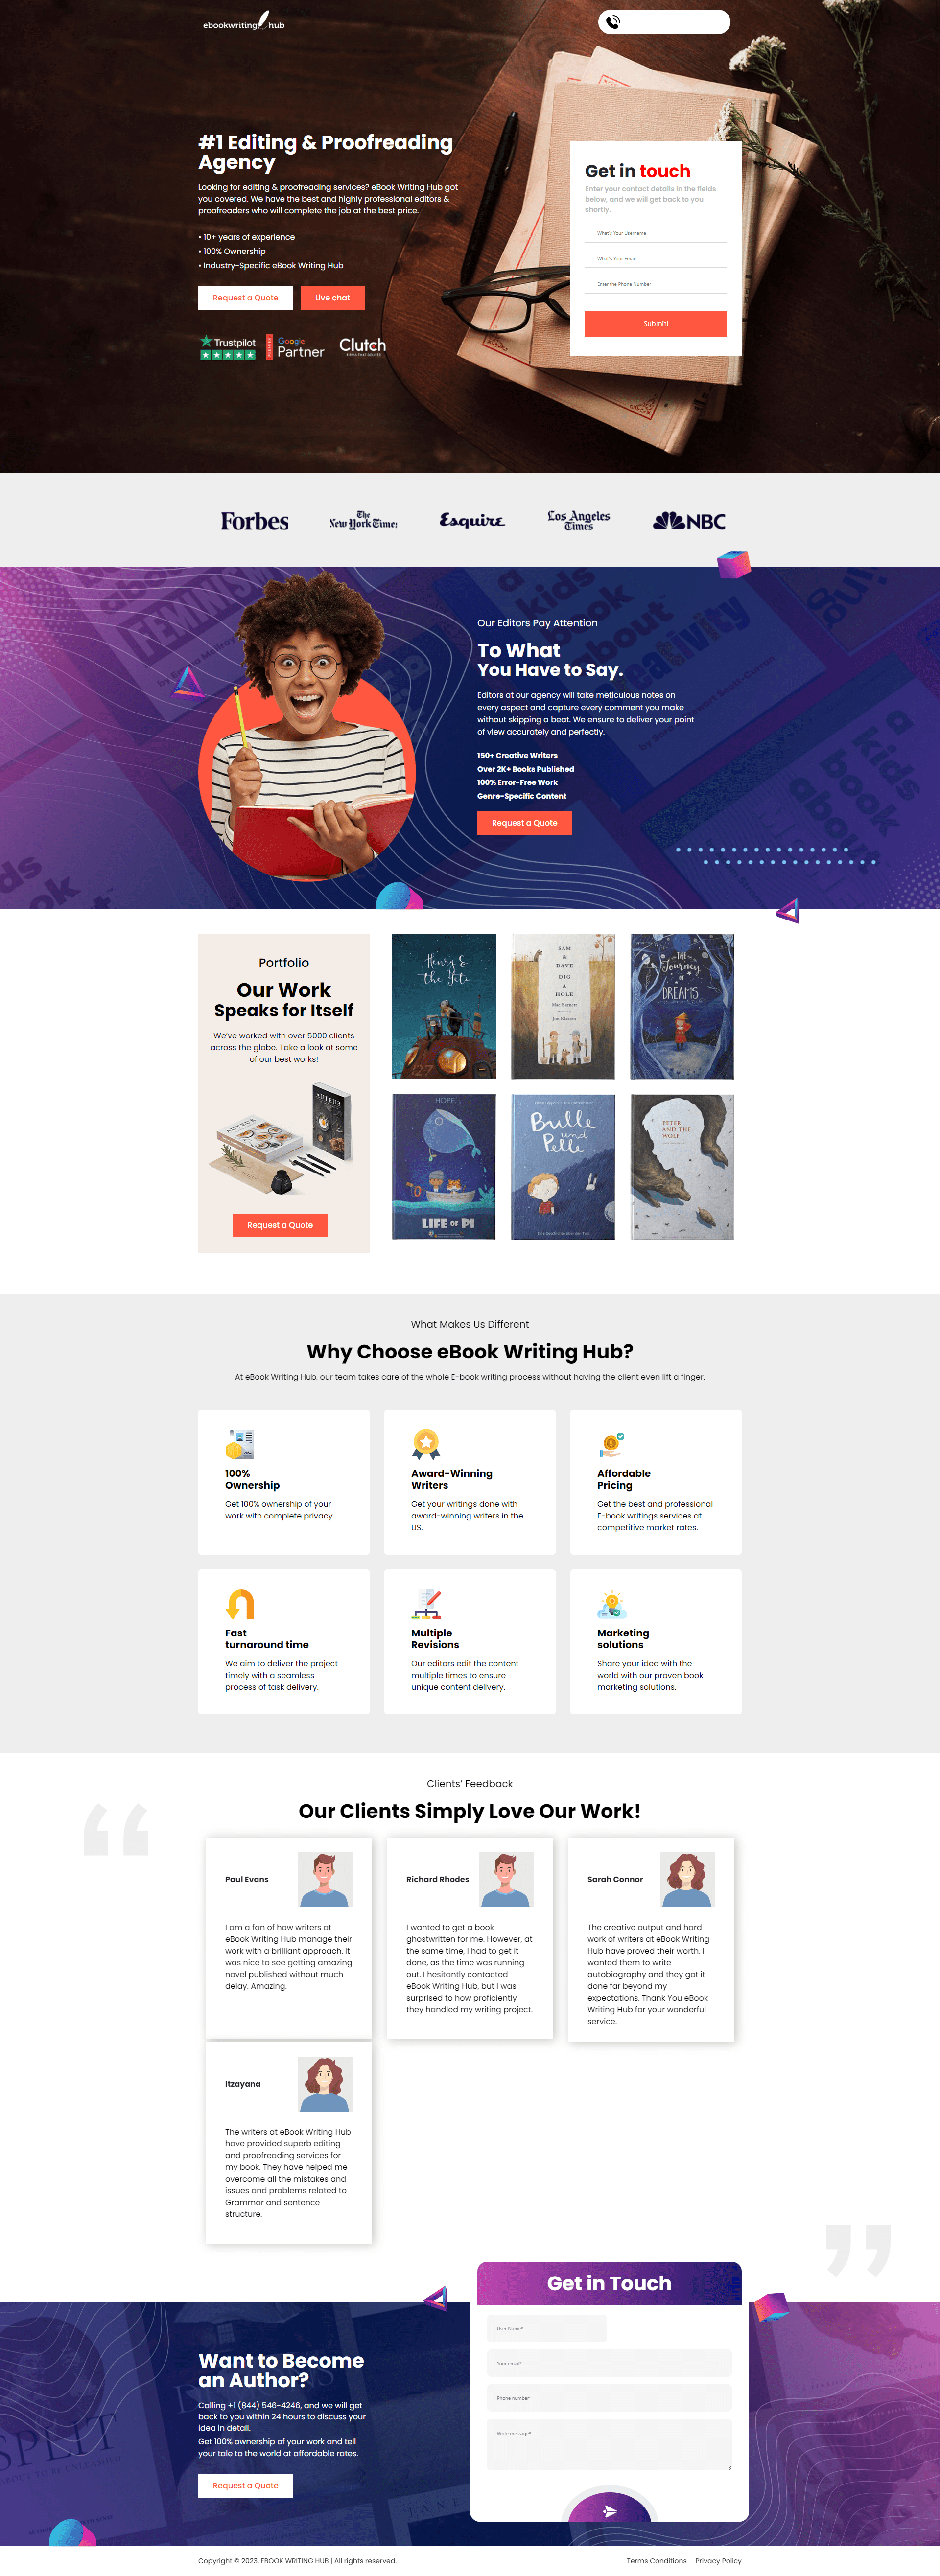 ebookwriting hub
#1 Editing & Proofreading
Agency
Looking for editing & proofreading services? eBook Writing Hub got
you covered. We have the best and highly professional editors &
proofreaders who will complete the job at the best price.
• 10+ years of experience
• 100% Ownership
• Industry-Specific eBook Writing Hub
Request a Quote
Live chat
Trustpilot
Google
Partner
Clutch
Get in touch
Enter your contact details in the fields
below, and we will get back to you
shortly.
What's Your Username
What's Your Email
Enter the Phone Number
Submit!
Forbes
The
New York Times
Esquire
Los Angeles
Times
NBC
Our Editors Pay Attention
To What
You Have to Say.
Editors at our agency will take meticulous notes on
every aspect and capture every comment you make
without skipping a beat. We ensure to deliver your point
of view accurately and perfectly.
150+ Creative Writers
Over 2K+ Books Published
100% Error-Free Work
Genre-Specific Content
Request a Quote
Portfolio
Our Work
Speaks for Itself
We've worked with over 5000 clients
across the globe. Take a look at some
of our best works!
AUTEUR
AUTEUR
Request a Quote
Henry &
the Yeti
127
SAM
&
DAVE
DIG
A
HOLE
Mac Barnett
Jon Klassen
THE
Journey
of
DREAMS
HOPE
LIFE OF PI
Bulle
und
Pelle
PETER
AND THE
WOLF
What Makes Us Different
Why Choose eBook Writing Hub?
At eBook Writing Hub, our team takes care of the whole E-book writing process without having the client even lift a finger.
100%
Ownership
Get 100% ownership of your
work with complete privacy.
Award-Winning
Writers
Get your writings done with
award-winning writers in the
US.
Affordable
Pricing
Get the best and professional
E-book writings services at
competitive market rates.
Fast
turnaround time
We aim to deliver the project
timely with a seamless
process of task delivery.
Multiple
Revisions
Our editors edit the content
multiple times to ensure
unique content delivery.
Marketing
solutions
Share your idea with the
world with our proven book
marketing solutions.
Clients' Feedback
Our Clients Simply Love Our Work!
Paul Evans
I am a fan of how writers at
eBook Writing Hub manage their
work with a brilliant approach. It
was nice to see getting amazing
novel published without much
delay. Amazing.
Richard Rhodes
I wanted to get a book
ghostwritten for me. However, at
the same time, I had to get it
done, as the time was running
out. I hesitantly contacted
eBook Writing Hub, but I was
surprised to how proficiently
they handled my writing project.
Sarah Connor
The creative output and hard
work of writers at eBook Writing
Hub have proved their worth. I
wanted them to write
autobiography and they got it
done far beyond my
expectations. Thank You eBook
Writing Hub for your wonderful
service.
Itzayana
The writers at eBook Writing Hub
have provided superb editing
and proofreading services for
my book. They have helped me
overcome all the mistakes and
issues and problems related to
Grammar and sentence
structure.
Want to Become
an Author?
Calling +1 (844) 546-4246, and we will get
back to you within 24 hours to discuss your
idea in detail.
Get 100% ownership of your work and tell
your tale to the world at affordable rates.
Request a Quote
Get in Touch
User Name*
Your email*
Phone number*
Write message*
Copyright © 2023, EBOOK WRITING HUB | All rights reserved.
Terms Conditions
Privacy Policy